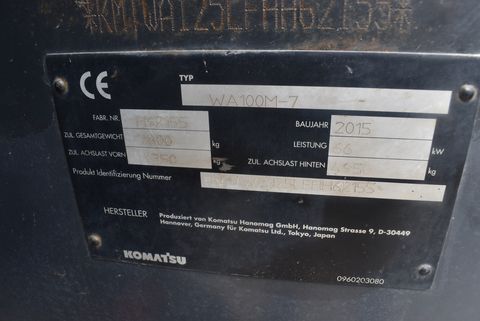 CE
TYP WA100M-7 -
FABR. NR. H62155 BAUJAHR 2015
ZUL. GESAMTGEWICHT kg LEISTUNG 56 kW
ZUL. ACHSLAST VORN kg ZUL. ACHSLAST HINTEN kg
Produkt Identifizierung Nummer
HERSTELLER Produziert von Komatsu Hanomag GmbH, Hanomag Strasse 9, D-30449
Hannover, Germany für Komatsu Ltd., Tokyo, Japan
KOMATSU
0960203080